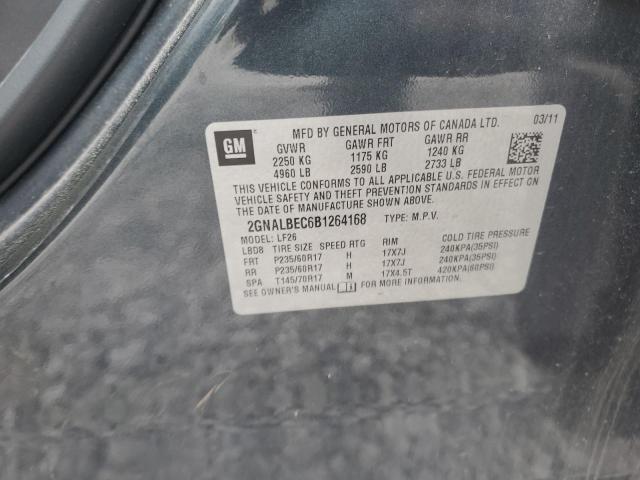 GM
MFD BY GENERAL MOTORS OF CANADA LTD. 03/11
GVWR GAWR FRT GAWR RR
2250 KG 1175 KG 1240 KG
4960 LB 2590 LB 2733 LB
THIS VEHICLE CONFORMS TO ALL APPLICABLE U.S. FEDERAL MOTOR
VEHICLE SAFETY AND THEFT PREVENTION STANDARDS IN EFFECT ON
THE DATE OF MANUFACTURE SHOWN ABOVE.
2GNALBEC6B1264168 TYPE: M.P.V.
MODEL: LF26
LBD8 TIRE SIZE SPEED RTG RIM COLD TIRE PRESSURE
FRT P235/60R17 H 17X7J 240KPA(35PSI)
RR P235/60R17 H 17X7J 240KPA(35PSI)
SPA T145/70R17 M 17X4.5T 420KPA(60PSI)
SEE OWNER'S MANUAL FOR MORE INFORMATION.